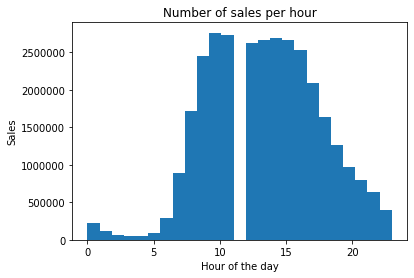 Number of sales per hour
Sales
2500000
2000000
1500000
1000000
500000
0
0 5 10 15 20
Hour of the day